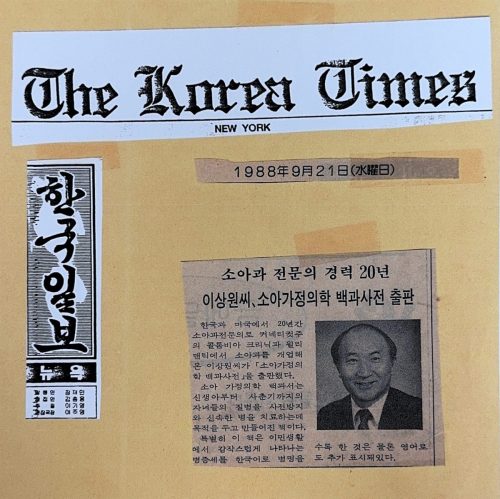 The Korea Times
NEW YORK
1988年9月21日(水曜日)
한국일보
뉴욕
소아과 전문의 경력 20년
이상원씨、소아가정의학 백과사전 출판
한국과 미국에서 20년간
소아과전문의로 커네티컷주
의 콜롬비아 크리닉과 윌리
맨틱에서 소아과를 개업해
온 이상원씨가 「소아가정의
학 백과사전」을 출판했다.
소아 가정의학 백과서는
신생아부터 사춘기까지의
자녀들의 질병을 사전방지
와 신속한 병을 치료하는데
목적을 두고 만들어진 책이다.
특별히 이 책은 이민생활
에서 갑작스럽게 나타나는
병증세를 한국어로 병명을
수록 한 것은 물론 영어로
도 추가 표시돼있다.